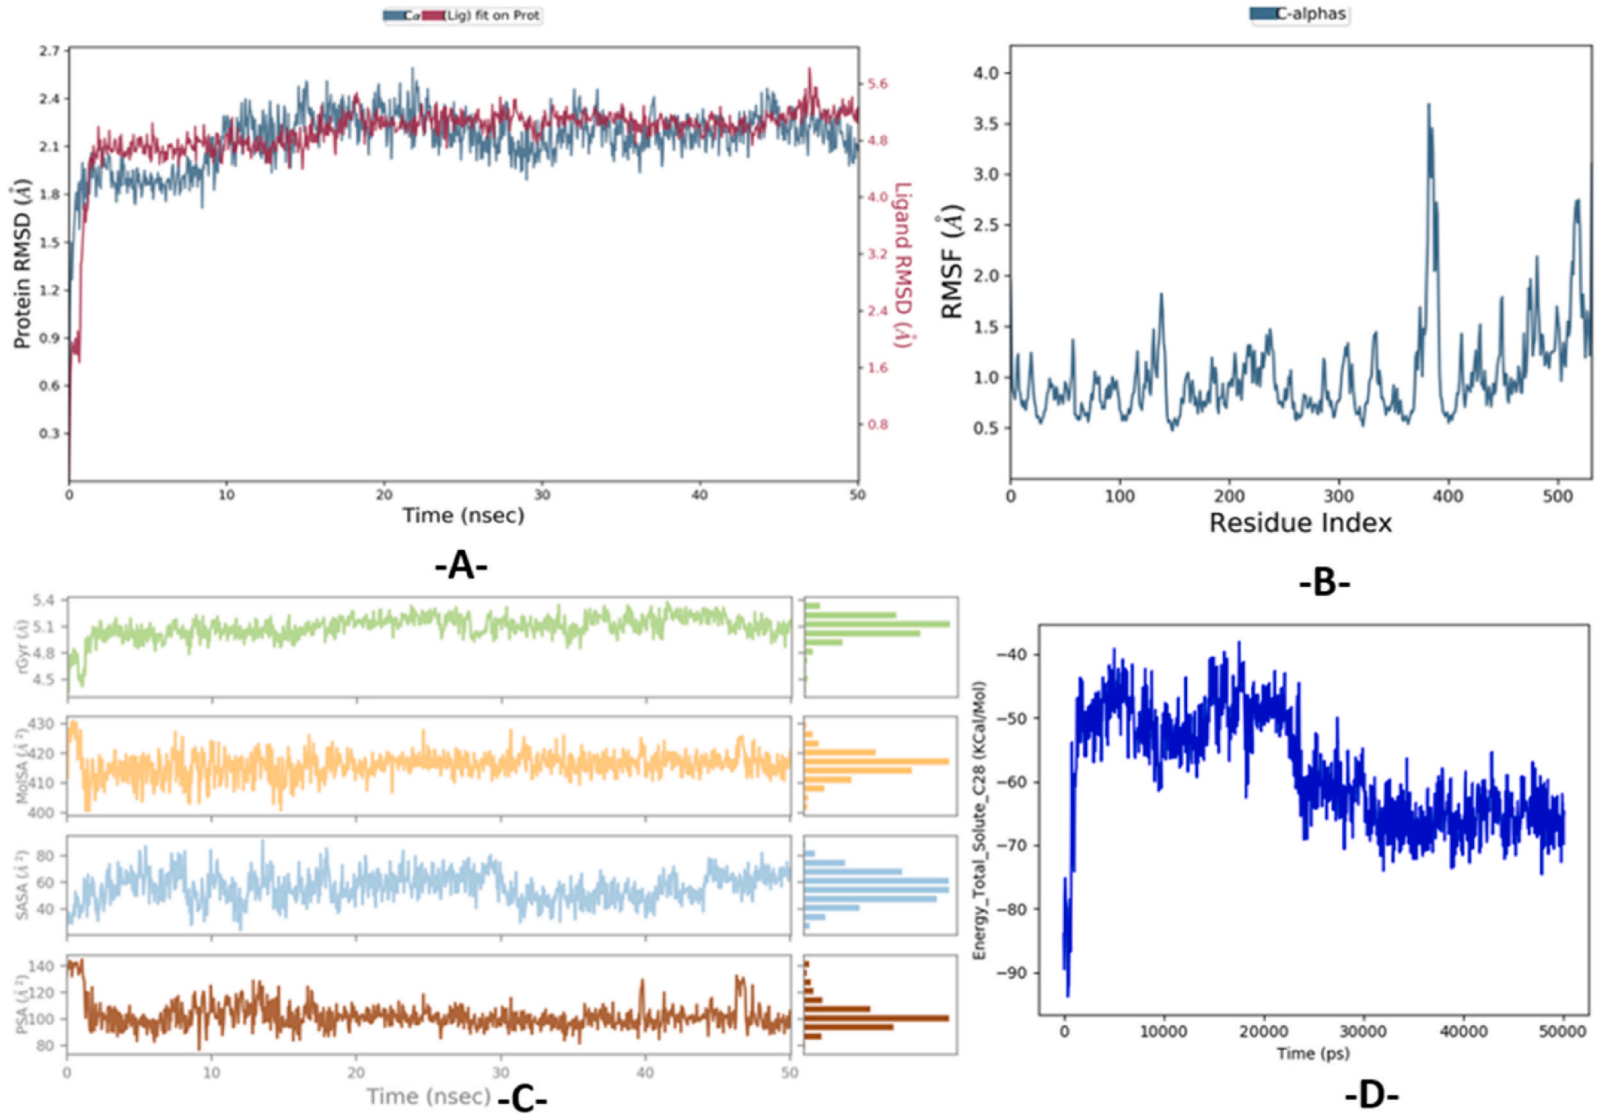 Cα (Lig) fit on Prot
2.7
2.4
2.1
1.8
1.5
1.2
0.9
0.6
0.3
Protein RMSD (Å)
5.6
4.8
4.0
3.2
2.4
1.6
0.8
Ligand RMSD (Å)
0 10 20 30 40 50
Time (nsec)
-A-
C-alphas
4.0
3.5
3.0
2.5
2.0
1.5
1.0
0.5
RMSF (Å)
0 100 200 300 400 500
Residue Index
-B-
5.4
5.1
4.8
4.5
rGyr (Å)
430
420
410
400
MolSA (Å²)
80
60
40
SASA (Å²)
140
120
100
80
PSA (Å²)
0 10 20 30 40 50
Time (nsec)
-C-
−40
−50
−60
−70
−80
−90
Energy_Total_Solute_C28 (KCal/Mol)
0 10000 20000 30000 40000 50000
Time (ps)
-D-